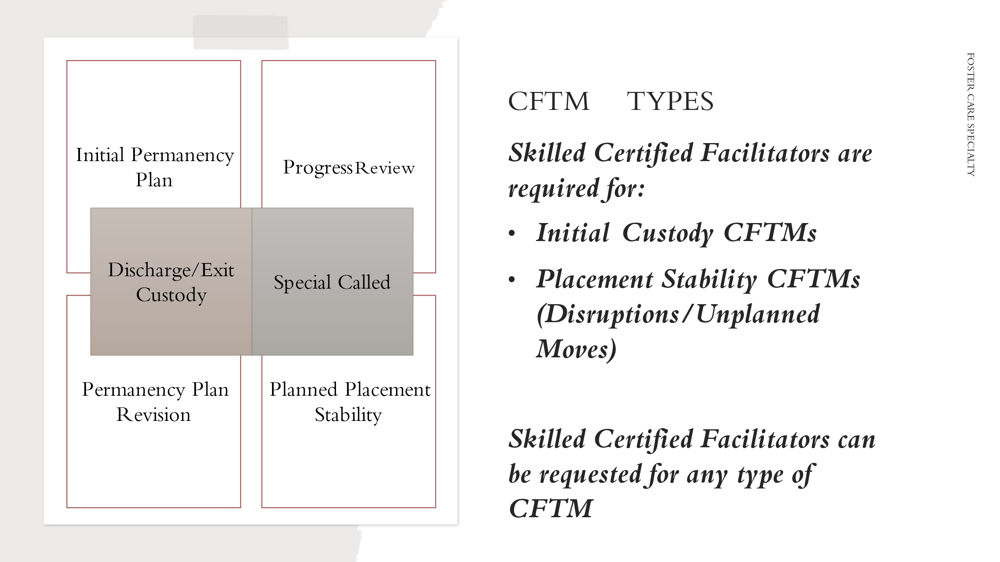 Initial Permanency
Plan
Progress Review
Discharge/Exit
Custody
Special Called
Permanency Plan
Revision
Planned Placement
Stability
CFTM TYPES
Skilled Certified Facilitators are
required for:
• Initial Custody CFTMs
• Placement Stability CFTMs
(Disruptions/Unplanned
Moves)
Skilled Certified Facilitators can
be requested for any type of
CFTM
FOSTER CARE SPECIALTY